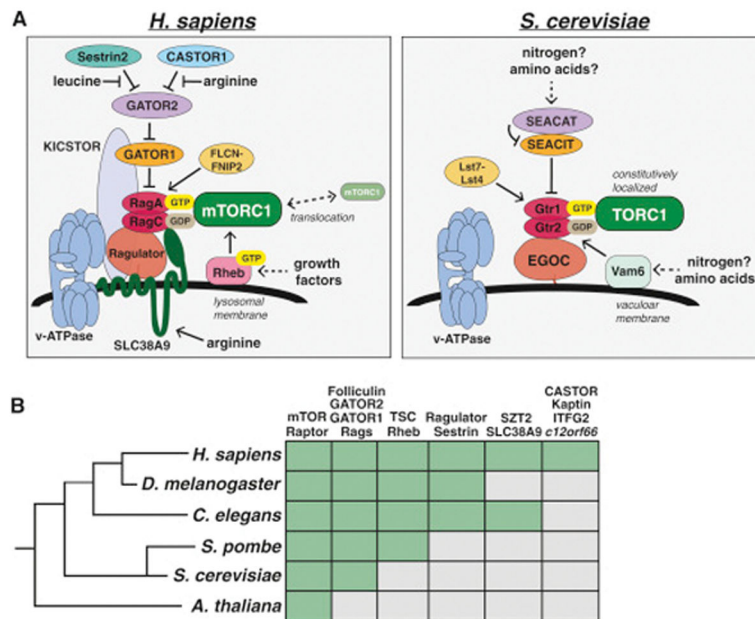 A
H. sapiens
Sestrin2
CASTOR1
leucine
arginine
GATOR2
KICSTOR
GATOR1
FLCN-
FNIP2
RagA
GTP
RagC
GDP
mTORC1
mTORC1
translocation
Ragulator
GTP
Rheb
growth
factors
lysosomal
membrane
v-ATPase
SLC38A9
arginine
S. cerevisiae
nitrogen?
amino acids?
SEACAT
SEACIT
Lst7-
Lst4
constitutively
localized
Gtr1
GTP
Gtr2
GDP
TORC1
EGOC
Vam6
nitrogen?
amino acids?
vaculoar
membrane
v-ATPase
B
mTOR
Raptor
Folliculin
GATOR2
GATOR1
Rags
TSC
Rheb
Ragulator
Sestrin
SZT2
SLC38A9
CASTOR
Kaptin
ITFG2
c12orf66
H. sapiens
D. melanogaster
C. elegans
S. pombe
S. cerevisiae
A. thaliana